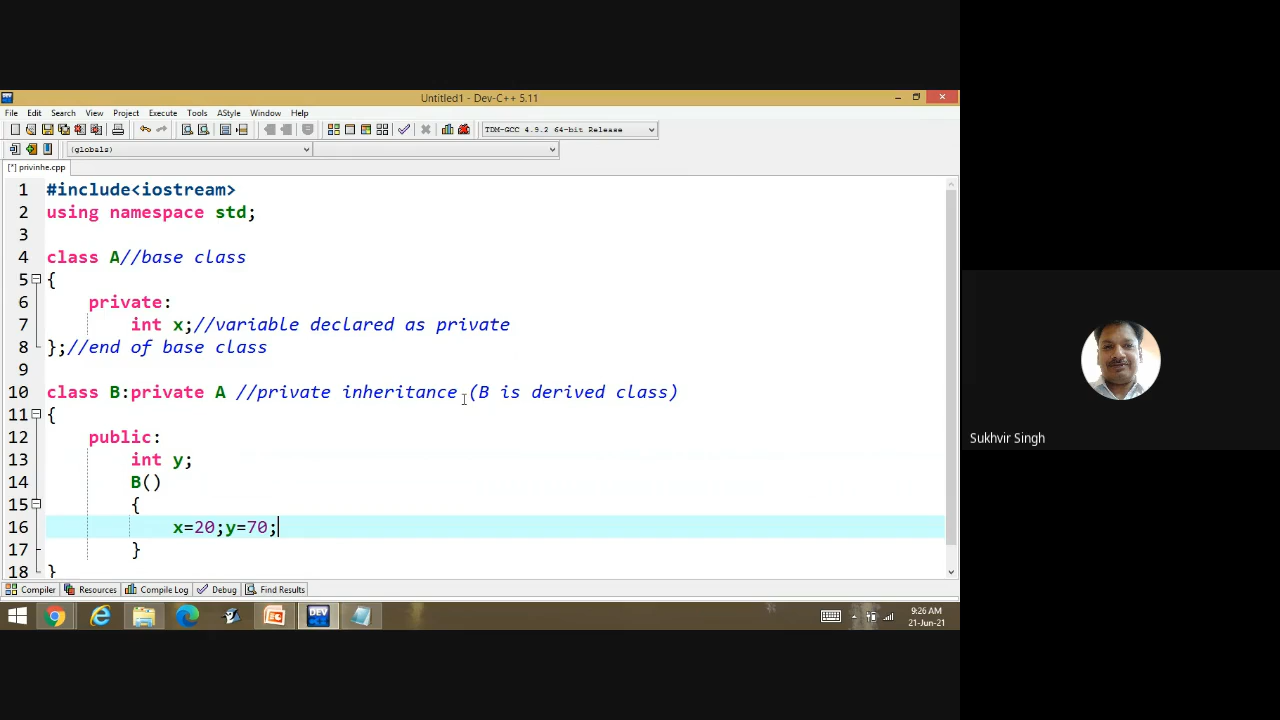 Untitled1 - Dev-C++ 5.11
File Edit Search View Project Execute Tools AStyle Window Help
TDM-GCC 4.9.2 64-bit Release
(globals)
[*] privinhe.cpp
1 #include<iostream>
2 using namespace std;
3
4 class A//base class
5 {
6 private:
7 int x;//variable declared as private
8 };//end of base class
9
10 class B:private A //private inheritance (B is derived class)
11 {
12 public:
13 int y;
14 B()
15 {
16 x=20;y=70;
17 }
18 }
Compiler Resources Compile Log Debug Find Results
DEV
9:26 AM
21-Jun-21
Sukhvir Singh